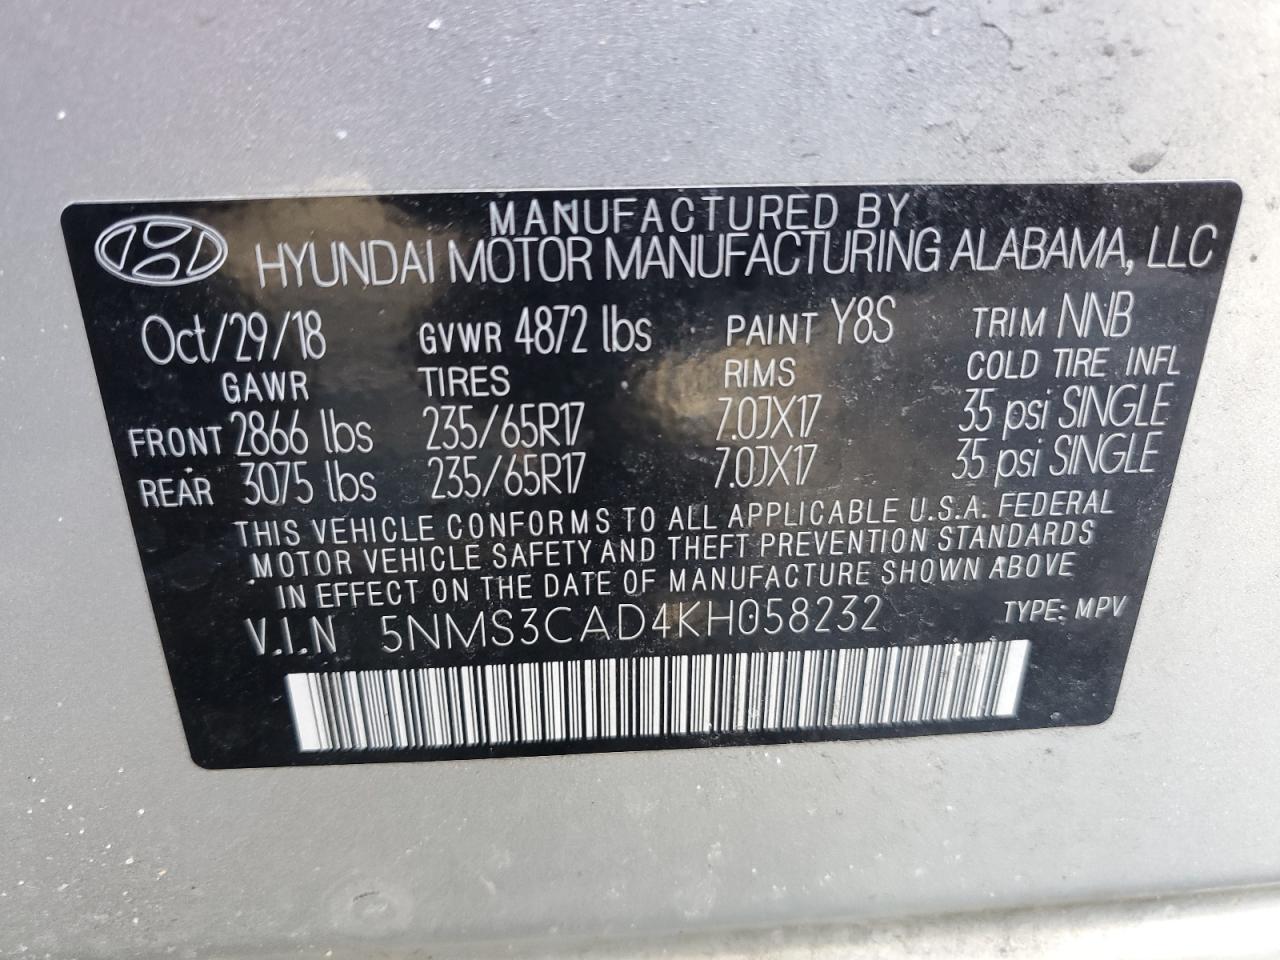 MANUFACTURED BY
HYUNDAI MOTOR MANUFACTURING ALABAMA, LLC
Oct/29/18 GVWR 4872 lbs PAINT Y8S TRIM NNB
GAWR TIRES RIMS COLD TIRE INFL
FRONT 2866 lbs 235/65R17 7.0JX17 35 psi SINGLE
REAR 3075 lbs 235/65R17 7.0JX17 35 psi SINGLE
THIS VEHICLE CONFORMS TO ALL APPLICABLE U.S.A. FEDERAL
MOTOR VEHICLE SAFETY AND THEFT PREVENTION STANDARDS
IN EFFECT ON THE DATE OF MANUFACTURE SHOWN ABOVE
V.I.N 5NMS3CAD4KH058232 TYPE: MPV